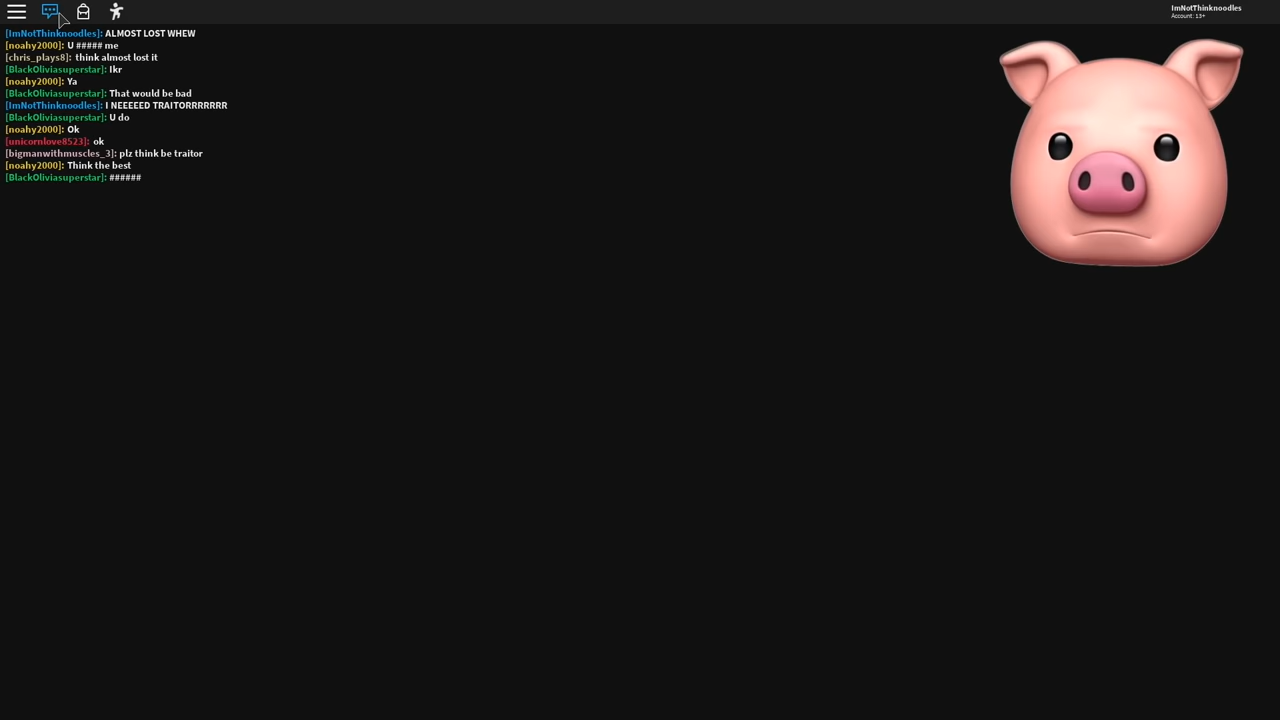 ImNotThinknoodles
Account: 13+
[ImNotThinknoodles]: ALMOST LOST WHEW
[noahy2000]: U ##### me
[chris_plays8]: think almost lost it
[BlackOliviasuperstar]: Ikr
[noahy2000]: Ya
[BlackOliviasuperstar]: That would be bad
[ImNotThinknoodles]: I NEEEEED TRAITORRRRRRR
[BlackOliviasuperstar]: U do
[noahy2000]: Ok
[unicornlove8523]: ok
[bigmanwithmuscles_3]: plz think be traitor
[noahy2000]: Think the best
[BlackOliviasuperstar]: ######